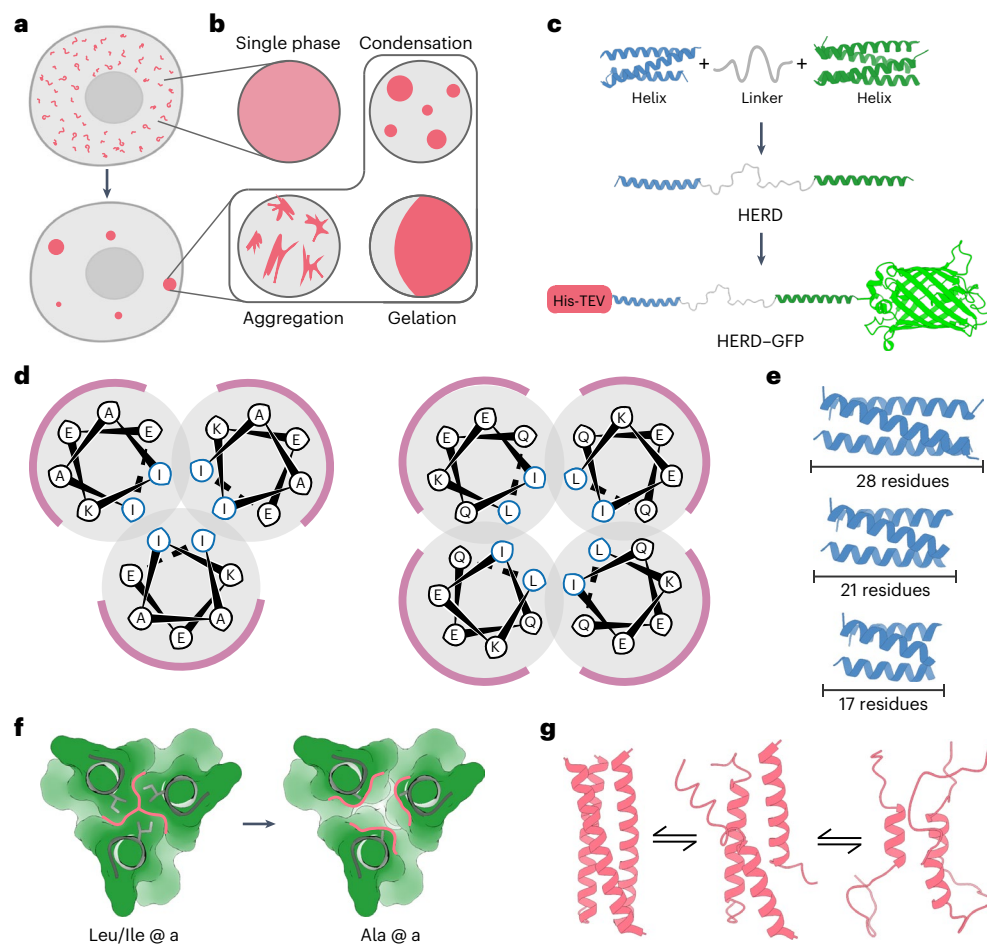 a
b
Single phase
Condensation
Aggregation
Gelation
c
+
+
Helix
Linker
Helix
HERD
His-TEV
HERD–GFP
d
A
E
E
A
I
K
I
A
K
E
I
A
I
E
I
I
E
K
A
A
E
E
E
Q
K
I
Q
L
K
Q
E
L
E
I
Q
Q
I
E
L
E
Q
K
L
Q
I
K
Q
E
E
e
28 residues
21 residues
17 residues
f
Leu/Ile @ a
Ala @ a
g